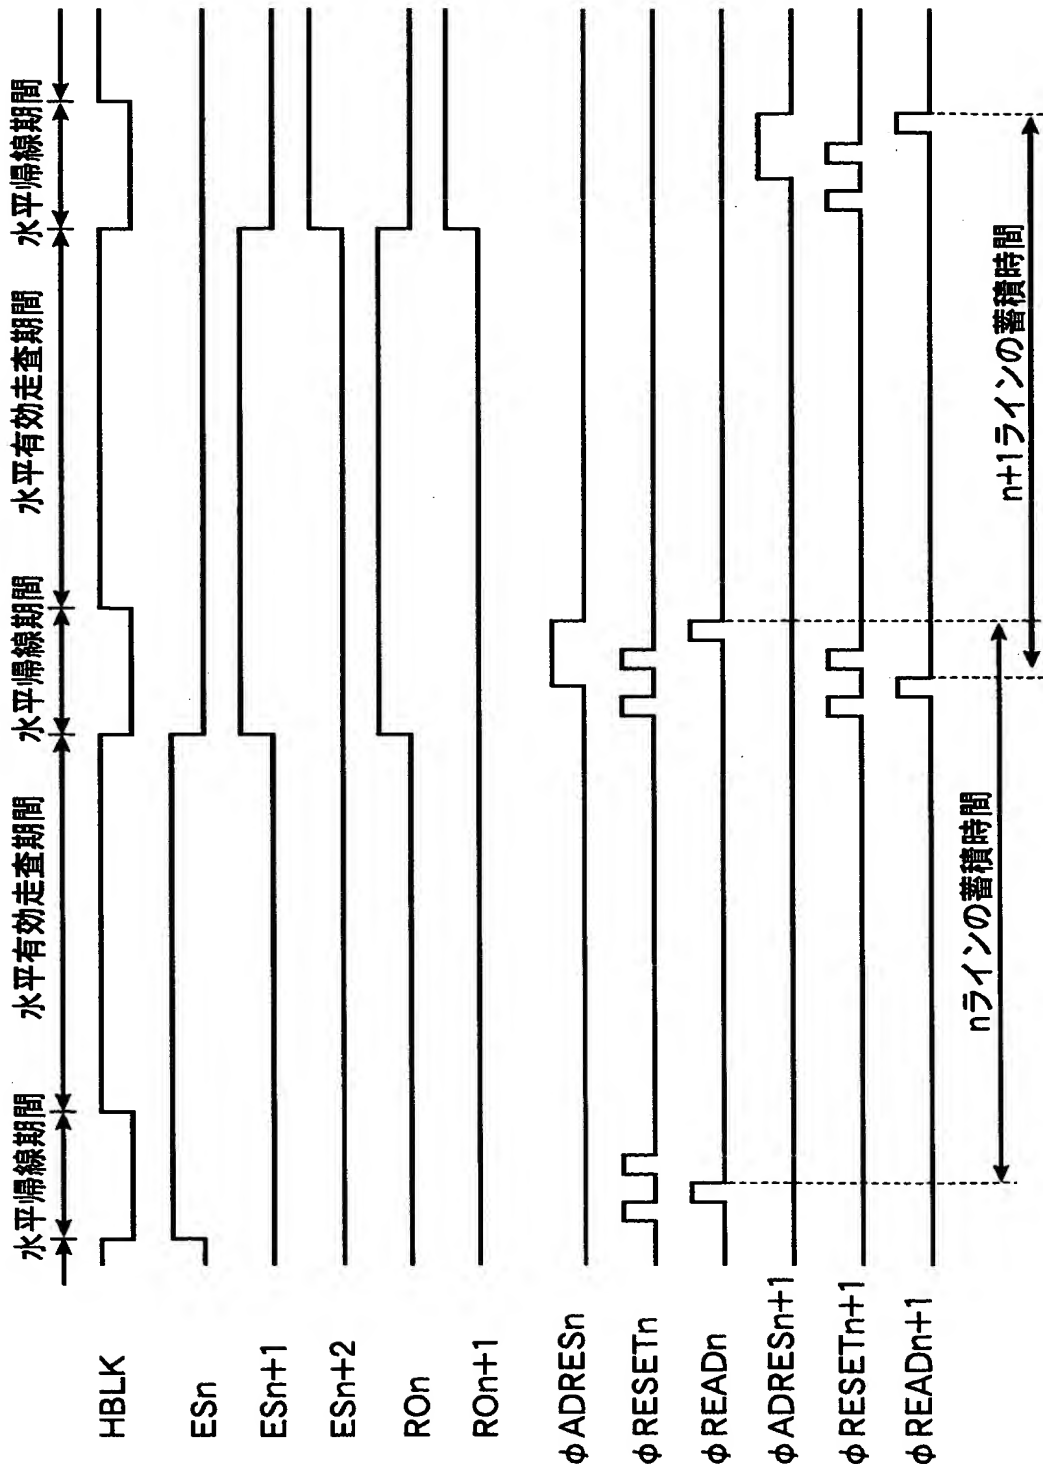 水平帰線期間
水平有効走査期間
水平帰線期間
水平有効走査期間
水平帰線期間
HBLK
ESn
ESn+1
ESn+2
ROn
ROn+1
φADRESn
φRESETn
φREADn
φADRESn+1
φRESETn+1
φREADn+1
nラインの蓄積時間
n+1ラインの蓄積時間